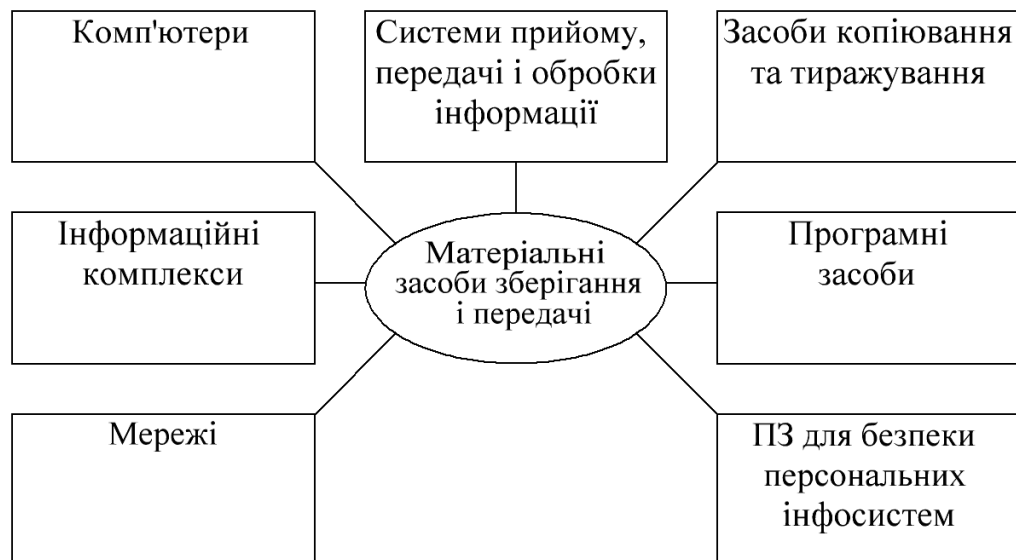 Комп'ютери
Системи прийому,
передачі і обробки
інформації
Засоби копіювання
та тиражування
Інформаційні
комплекси
Матеріальні
засоби зберігання
і передачі
Програмні
засоби
Мережі
ПЗ для безпеки
персональних
інфосистем